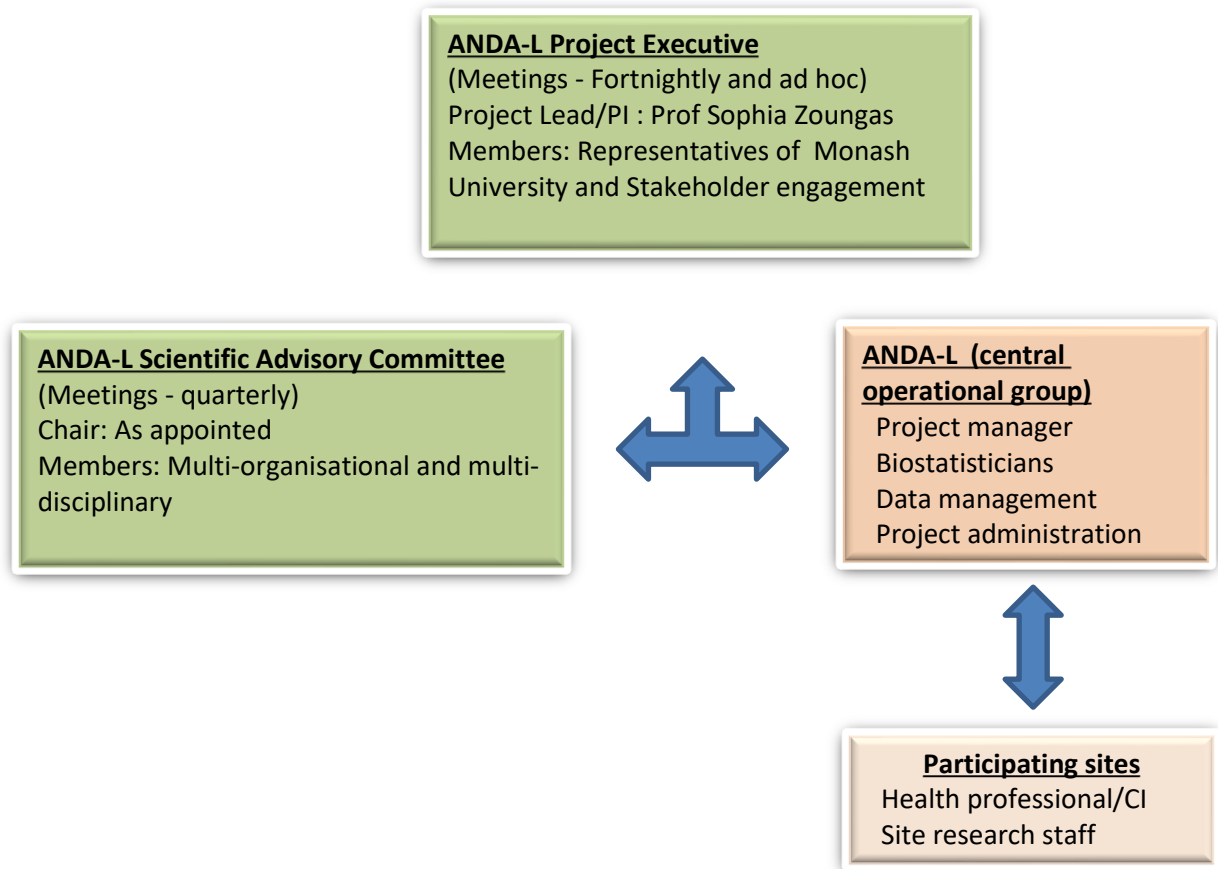 ANDA-L Project Executive
(Meetings - Fortnightly and ad hoc)
Project Lead/PI : Prof Sophia Zoungas
Members: Representatives of  Monash
University and Stakeholder engagement
ANDA-L Scientific Advisory Committee
(Meetings - quarterly)
Chair: As appointed
Members: Multi-organisational and multi-
disciplinary
ANDA-L  (central
operational group)
Project manager
Biostatisticians
Data management
Project administration
Participating sites
Health professional/CI
Site research staff